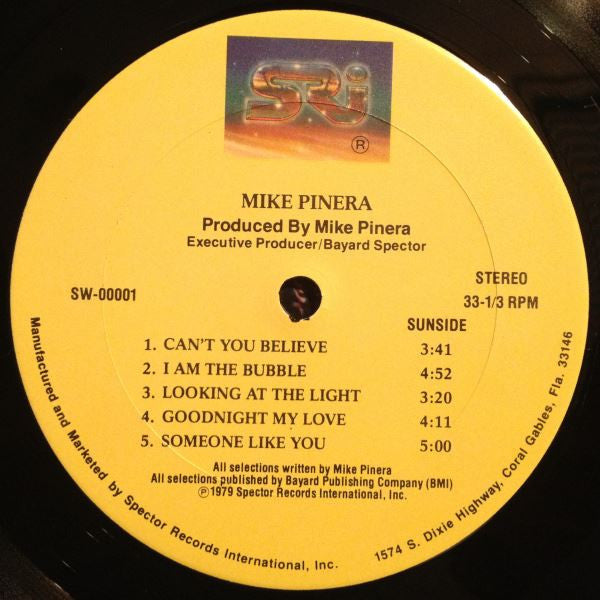 SRi
®
MIKE PINERA
Produced By Mike Pinera
Executive Producer/Bayard Spector
SW-00001
STEREO
33-1/3 RPM
SUNSIDE
1. CAN'T YOU BELIEVE 3:41
2. I AM THE BUBBLE 4:52
3. LOOKING AT THE LIGHT 3:20
4. GOODNIGHT MY LOVE 4:11
5. SOMEONE LIKE YOU 5:00
All selections written by Mike Pinera
All selections published by Bayard Publishing Company (BMI)
℗1979 Spector Records International, Inc.
Manufactured and Marketed by Spector Records International, Inc.
1574 S. Dixie Highway, Coral Gables, Fla. 33146